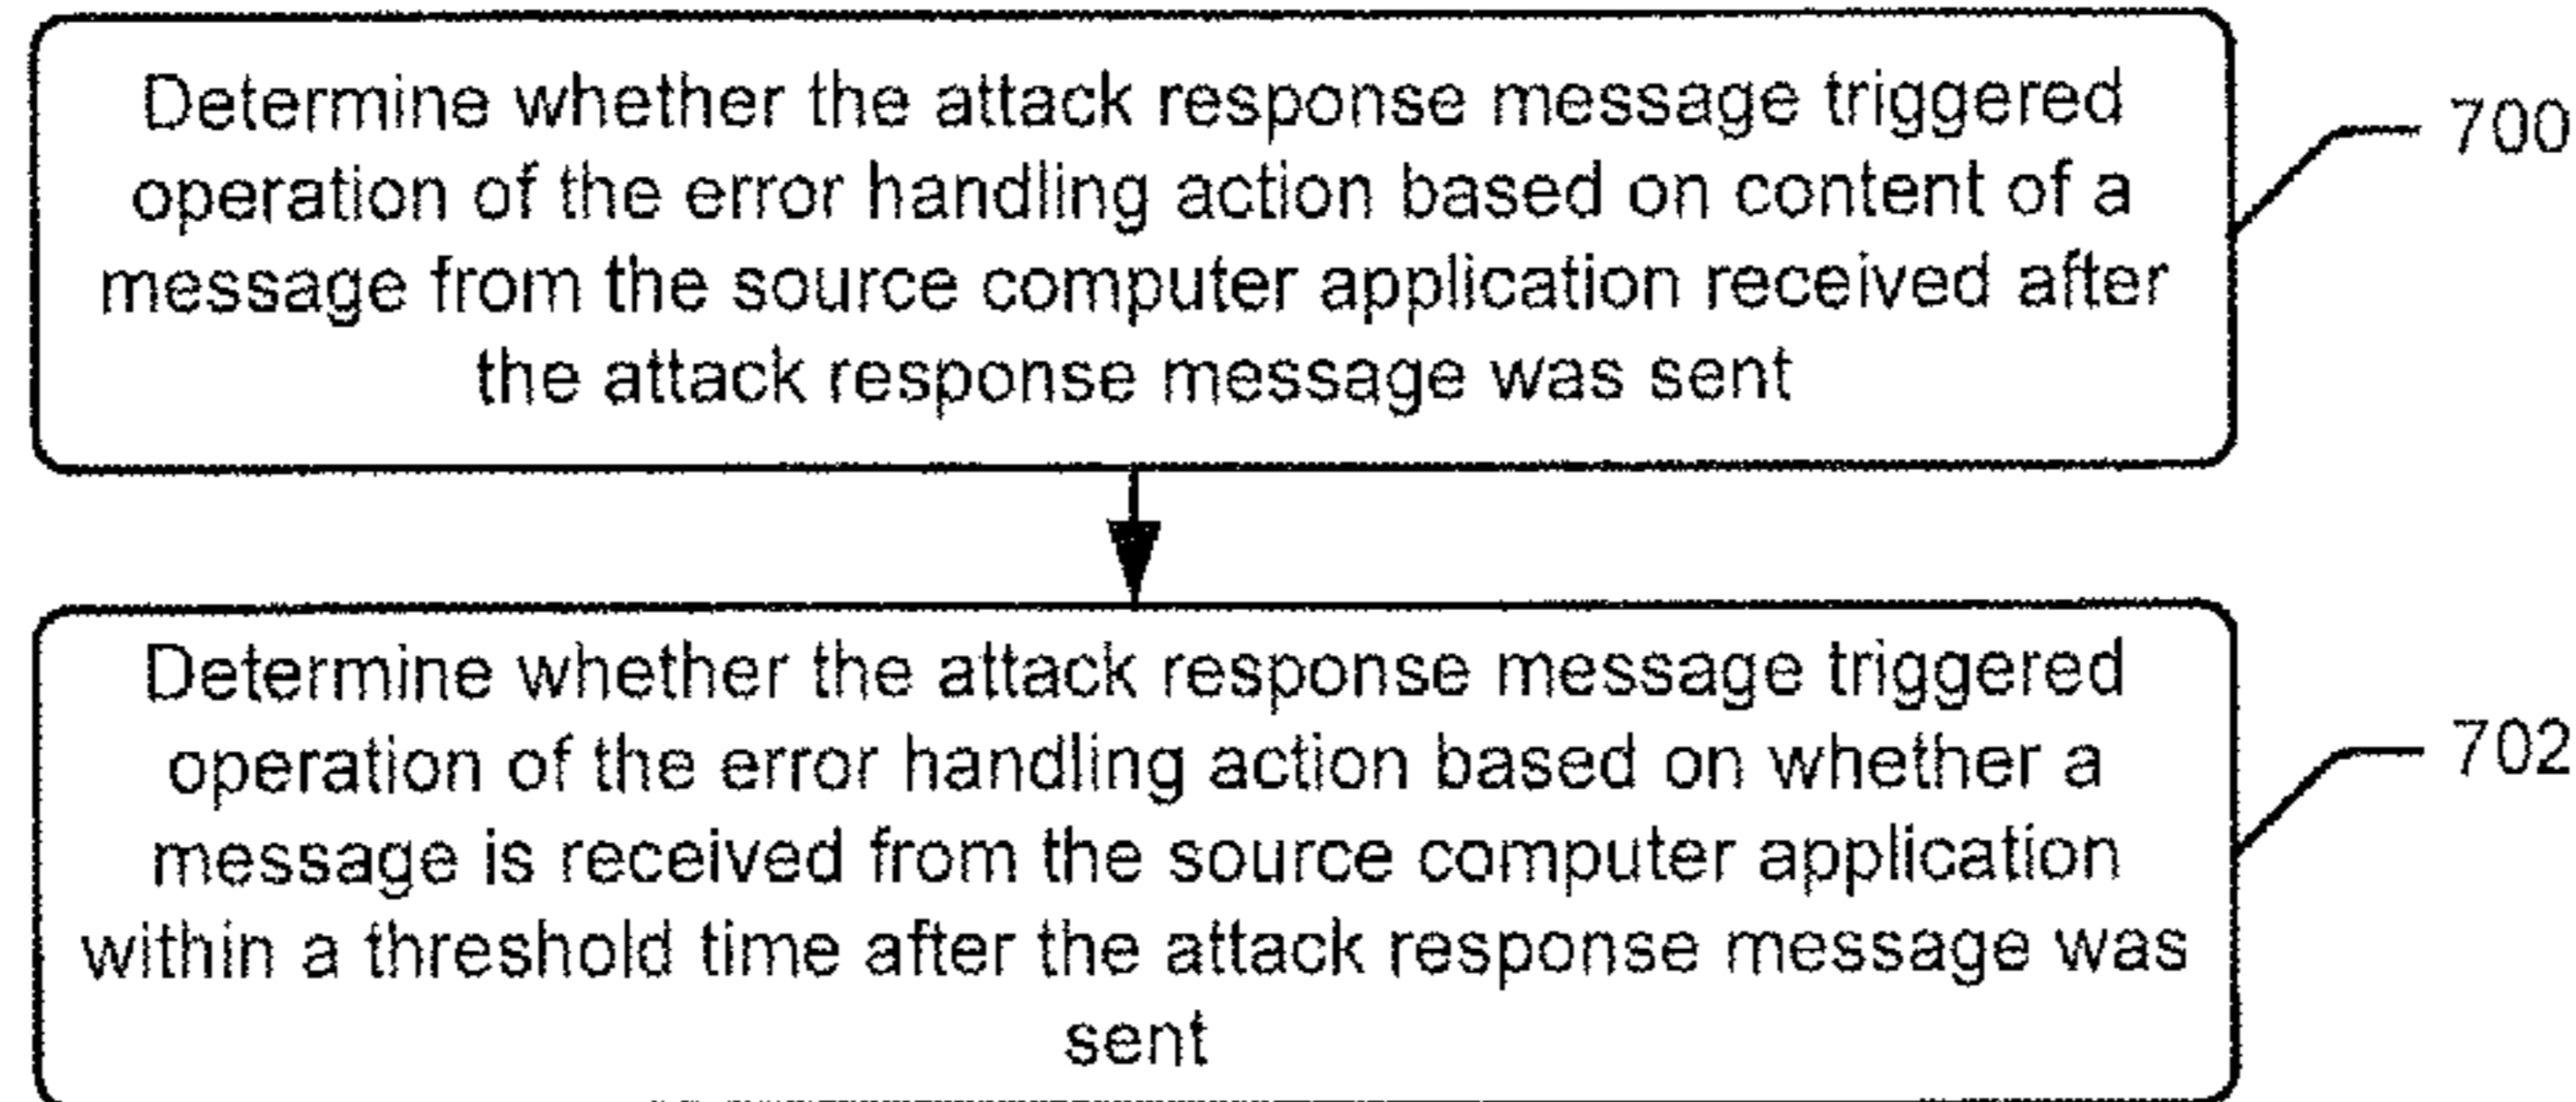 Determine whether the attack response message triggered
operation of the error handling action based on content of a
message from the source computer application received after
the attack response message was sent
700
Determine whether the attack response message triggered
operation of the error handling action based on whether a
message is received from the source computer application
within a threshold time after the attack response message was
sent
702